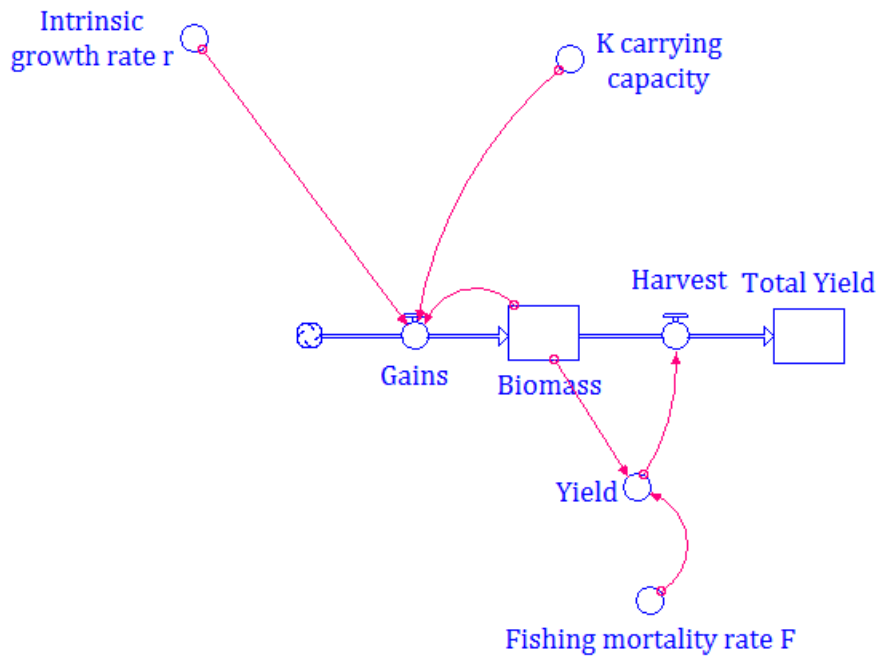 Intrinsic
growth rate r
K carrying
capacity
Harvest
Total Yield
Gains
Biomass
Yield
Fishing mortality rate F